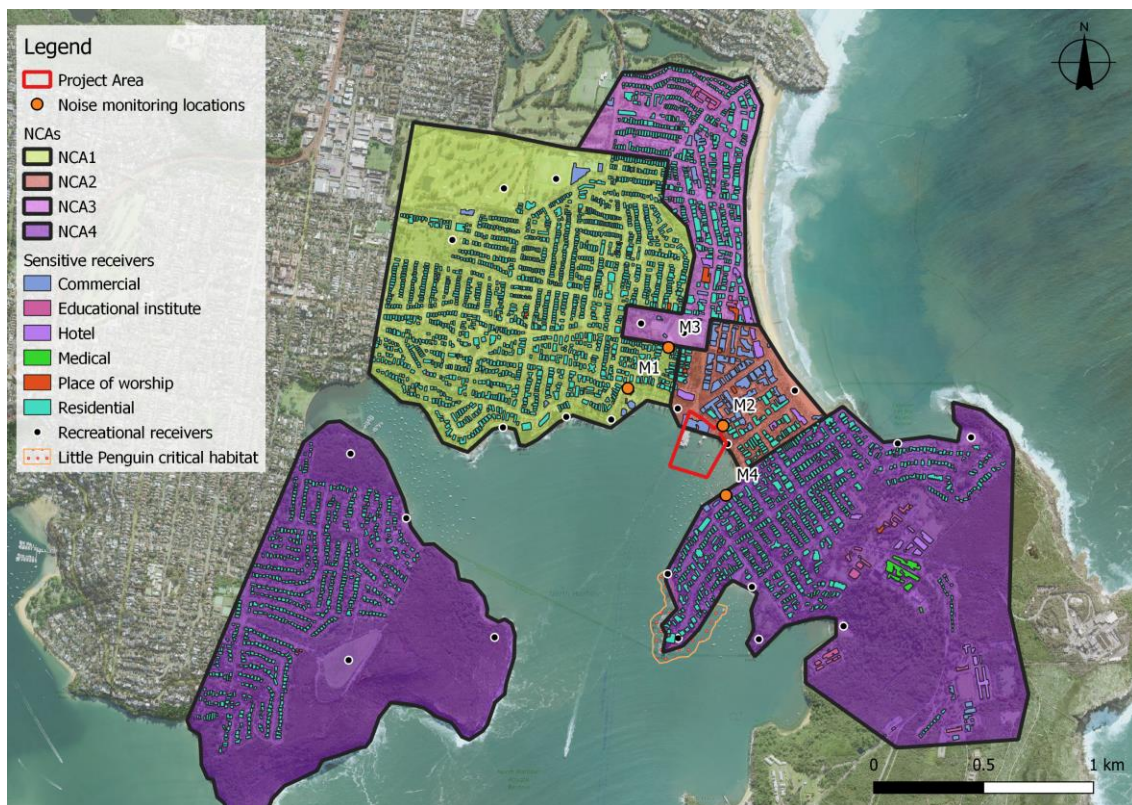 Legend
Project Area
Noise monitoring locations
NCAs
NCA1
NCA2
NCA3
NCA4
Sensitive receivers
Commercial
Educational institute
Hotel
Medical
Place of worship
Residential
Recreational receivers
Little Penguin critical habitat
N
M3
M1
M2
M4
0 0.5 1 km